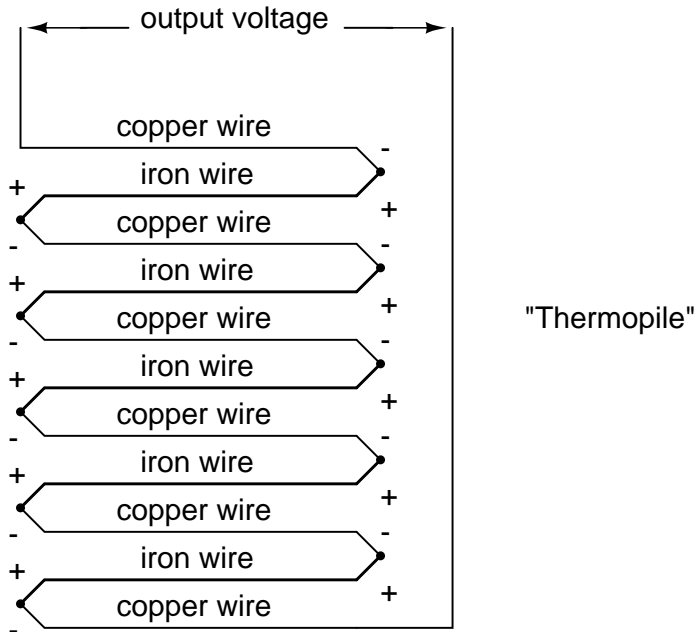 output voltage
copper wire
-
iron wire
+
+
copper wire
-
-
iron wire
+
+
copper wire
-
-
iron wire
+
+
copper wire
-
-
iron wire
+
+
copper wire
-
-
iron wire
+
+
copper wire
-
"Thermopile"